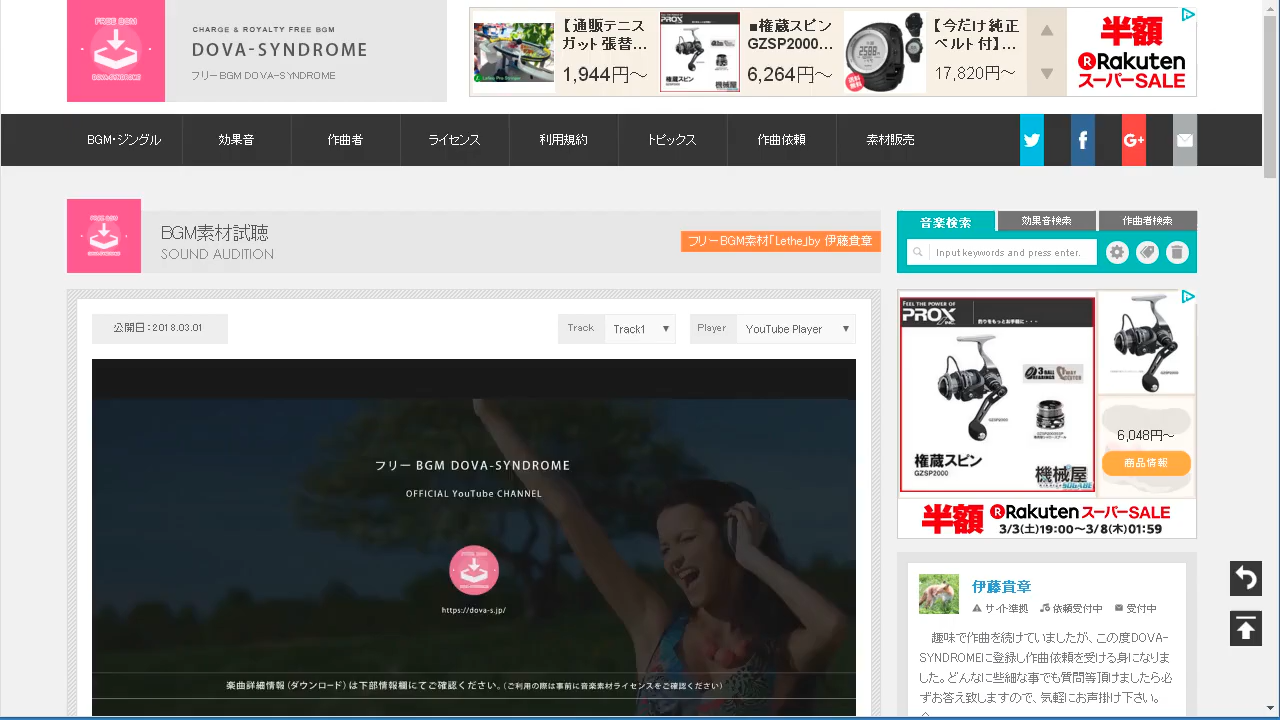 FREE BGM
DOVA-SYNDROME
CHARGE & QUALITY FREE BGM
DOVA-SYNDROME
フリー BGM DOVA-SYNDROME
【通販テニス
ガット張替...
1,944円～
■権蔵スピン
GZSP2000...
6,264円～
【今だけ純正
ベルト付】...
17,820円～
半額
Rakuten
スーパーSALE
BGM・ジングル
効果音
作曲者
ライセンス
利用規約
トピックス
作曲依頼
素材販売
BGM素材試聴
SOUND AUDITION
フリーBGM素材「Lethe」by 伊藤貴章
音楽検索
効果音検索
作曲者検索
Input keywords and press enter.
公開日：2018.03.01
Track
Track1
Player
YouTube Player
フリー BGM DOVA-SYNDROME
OFFICIAL YouTube CHANNEL
https://dova-s.jp/
楽曲詳細情報（ダウンロード）は下部情報欄にてご確認ください。（ご利用の際は事前に音楽素材ライセンスをご確認ください）
FEEL THE POWER OF
PROX
釣りをもっとお手軽に・・・
3 BALL BEARINGS
GZSP2000
権蔵スピン
GZSP2000
機械屋
6,048円～
商品情報
半額 Rakuten スーパーSALE
3/3(土)19:00～3/8(木)01:59
伊藤貴章
サイト準拠 依頼受付中 受付中
趣味で作曲を続けていましたが、この度DOVA-
SYNDROMEに登録し作曲依頼を受ける身になりま
した。どんなに些細な事でも質問等頂けましたら必
ずお答え致しますので、気軽にお声掛け下さい。